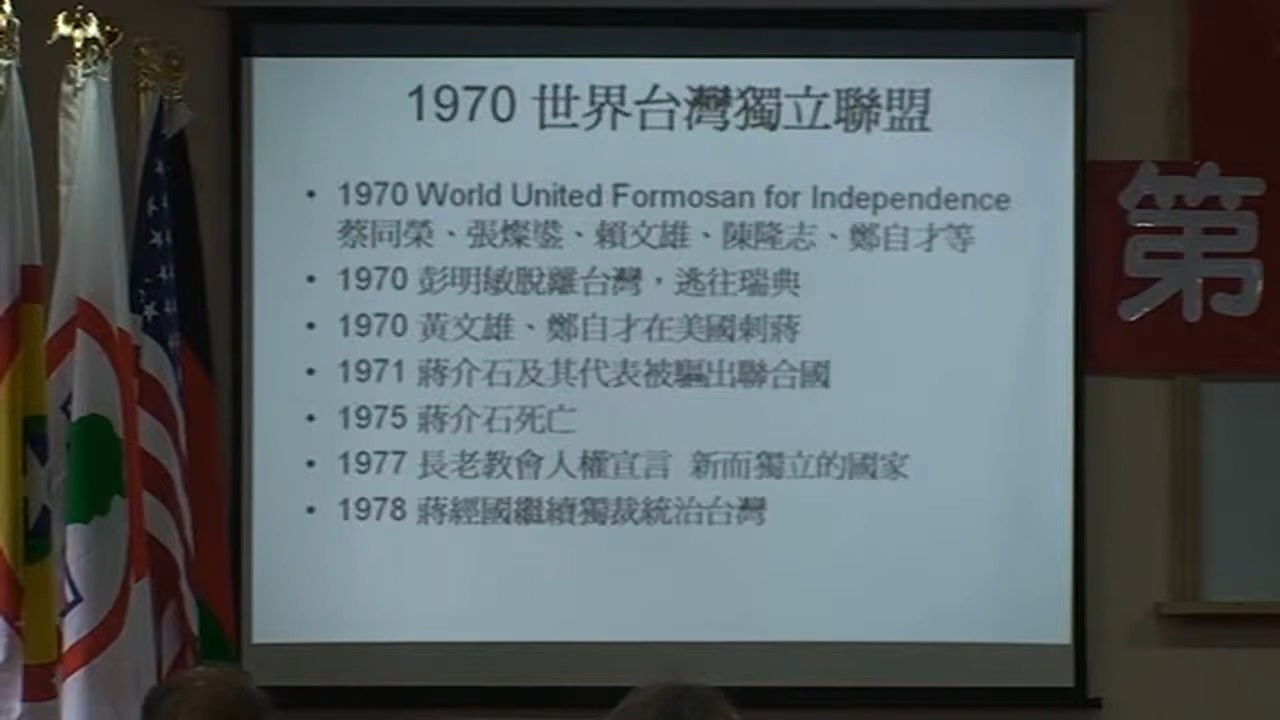 1970 世界台灣獨立聯盟
• 1970 World United Formosan for Independence
蔡同榮、張燦鍙、賴文雄、陳隆志、鄭自才等
• 1970 彭明敏脫離台灣，逃往瑞典
• 1970 黃文雄、鄭自才在美國刺蔣
• 1971 蔣介石及其代表被驅出聯合國
• 1975 蔣介石死亡
• 1977 長老教會人權宣言 新而獨立的國家
• 1978 蔣經國繼續獨裁統治台灣
第